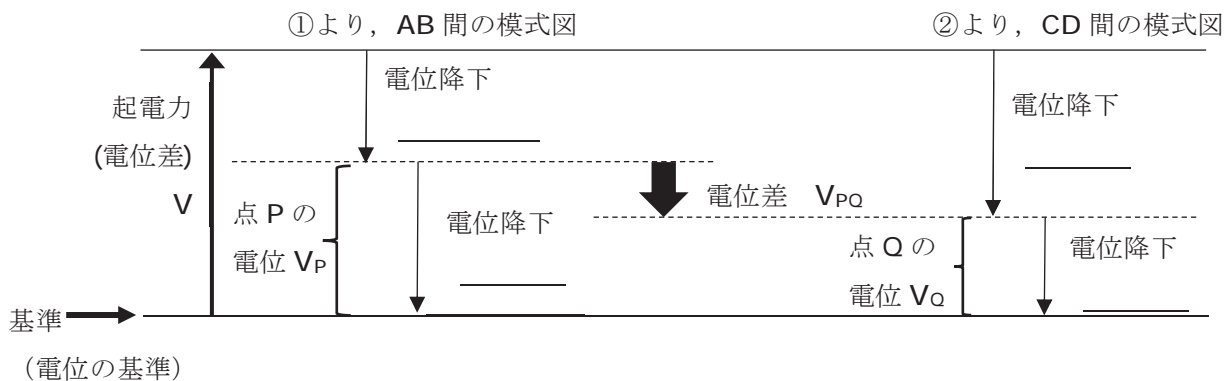 ①より，AB 間の模式図
②より，CD 間の模式図
電位降下
起電力
(電位差)
V
電位降下
点 P の
電位 VP
電位降下
電位差 VPQ
点 Q の
電位 VQ
電位降下
基準
（電位の基準）